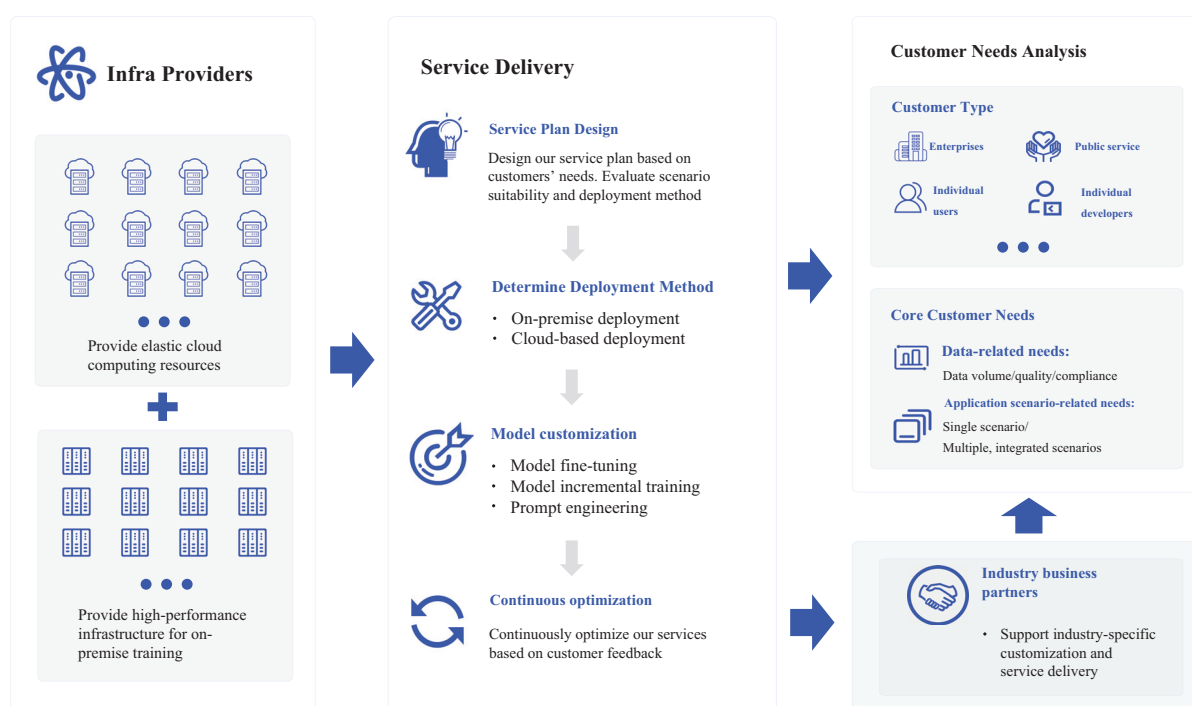 Infra Providers
Provide elastic cloud
computing resources
Provide high-performance
infrastructure for on-
premise training
Service Delivery
Service Plan Design
Design our service plan based on
customers’ needs. Evaluate scenario
suitability and deployment method
Determine Deployment Method
· On-premise deployment
· Cloud-based deployment
Model customization
· Model fine-tuning
· Model incremental training
· Prompt engineering
Continuous optimization
Continuously optimize our services
based on customer feedback
Customer Needs Analysis
Customer Type
Enterprises
Public service
Individual
users
Individual
developers
Core Customer Needs
Data-related needs:
Data volume/quality/compliance
Application scenario-related needs:
Single scenario/
Multiple, integrated scenarios
Industry business
partners
· Support industry-specific
customization and
service delivery